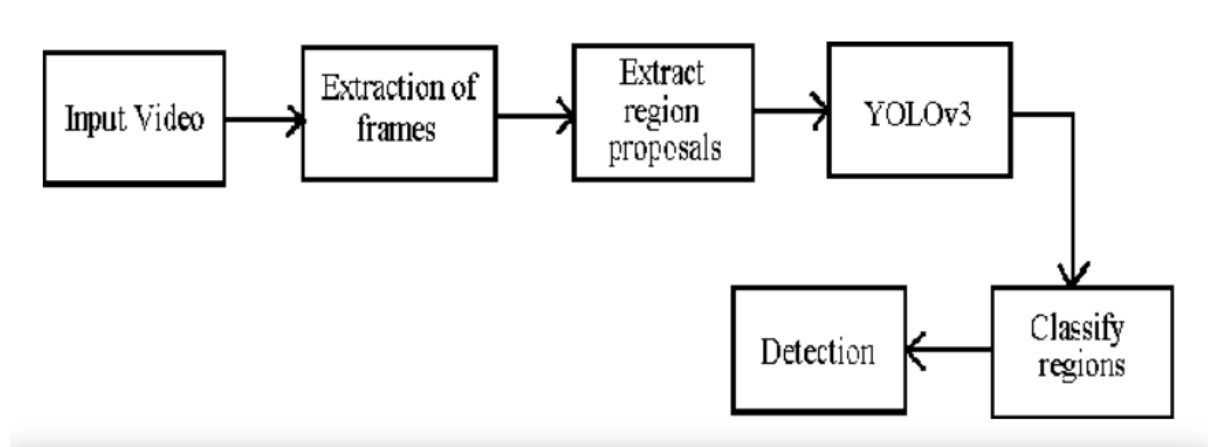 Input Video
Extraction of
frames
Extract
region
proposals
YOLOv3
Classify
regions
Detection